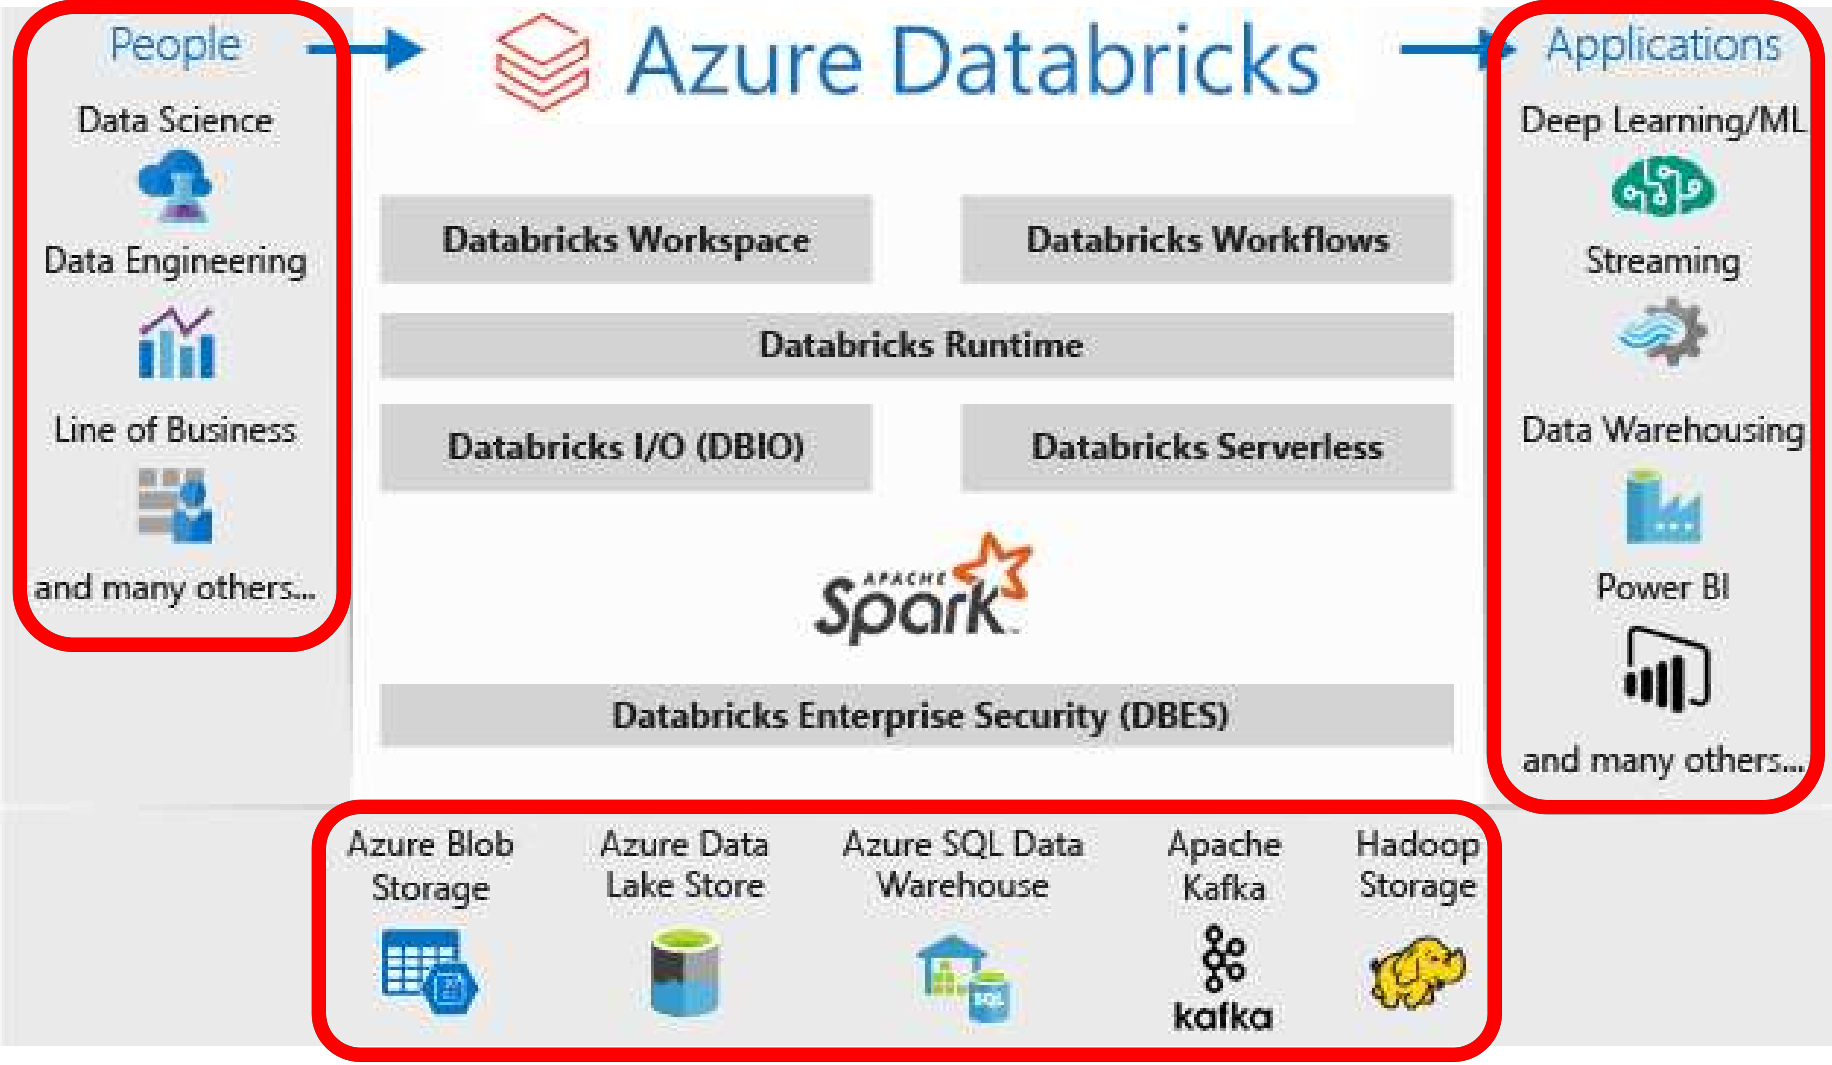 People
Data Science
Data Engineering
Line of Business
and many others...
Azure Databricks
Databricks Workspace
Databricks Workflows
Databricks Runtime
Databricks I/O (DBIO)
Databricks Serverless
APACHE
Spark
Databricks Enterprise Security (DBES)
Applications
Deep Learning/ML
Streaming
Data Warehousing
Power BI
and many others...
Azure Blob
Storage
Azure Data
Lake Store
Azure SQL Data
Warehouse
SQL
Apache
Kafka
kafka
Hadoop
Storage